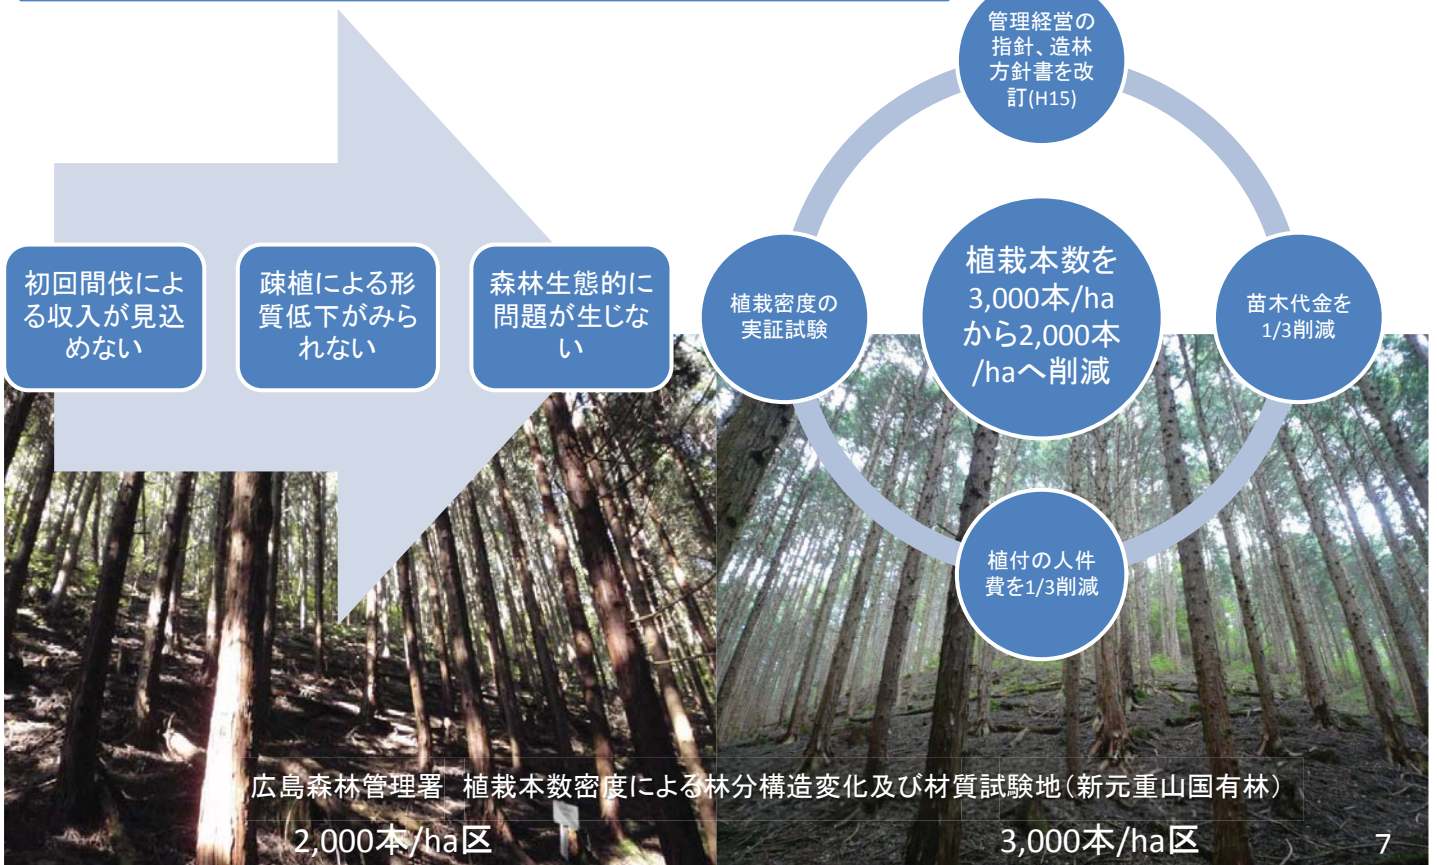 初回間伐によ
る収入が見込
めない
疎植による形
質低下がみら
れない
森林生態的に
問題が生じな
い
管理経営の
指針、造林
方針書を改
訂(H15)
植栽密度の
実証試験
植栽本数を
3,000本/ha
から2,000本
/haへ削減
苗木代金を
1/3削減
植付の人件
費を1/3削減
広島森林管理署 植栽本数密度による林分構造変化及び材質試験地(新元重山国有林)
2,000本/ha区
3,000本/ha区
7